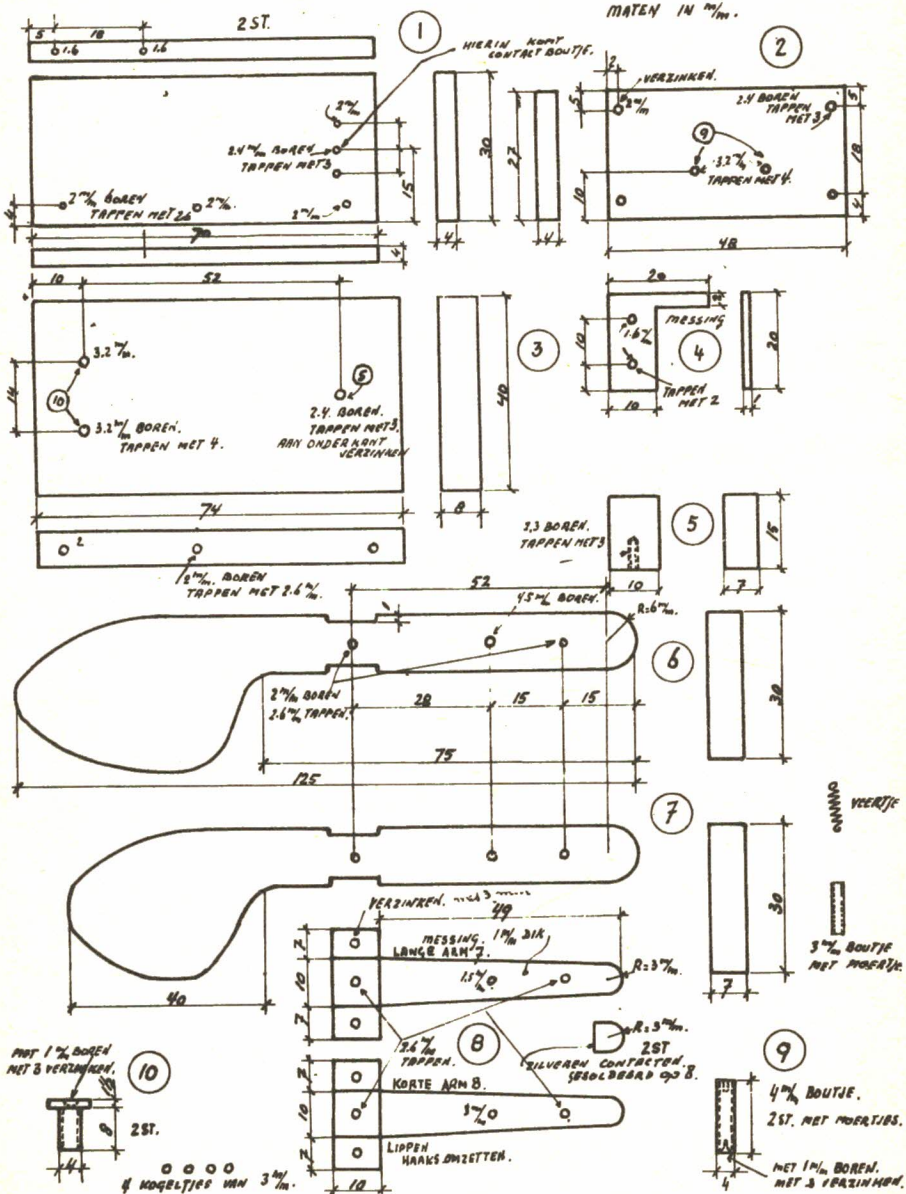 MATEN IN m/m.
2 ST.
5
18
1.6
1.6
1
HIERIN KOMT
CONTACT BOUTJE.
2 m/m
2.4 m/m BOREN
TAPPEN MET 3
15
2 m/m BOREN
TAPPEN MET 2.6
2 m/m.
2 m/m
4
70
4
30
4
27
4
2
2
VERZINKEN.
5
2 m/m
2.4 BOREN
TAPPEN
MET 3
5
9
3.2 m/m
TAPPEN MET 4.
18
10
4
48
10
52
3.2 m/m.
14
10
3.2 m/m BOREN.
TAPPEN MET 4.
5
2.4. BOREN.
TAPPEN MET 3.
AAN ONDERKANT
VERZINKEN
3
40
8
74
20
MESSING
10
1.6 m/m
4
20
TAPPEN
MET 2
10
1
2
2 m/m. BOREN
TAPPEN MET 2.6 m/m.
TAPPEN MET 3
5
15
10
7
52
4.5 m/m BOREN.
R=6 m/m.
6
2 m/m BOREN
2.6 m/m TAPPEN.
28
15
15
30
75
125
7
VEERTJE
30
7
3 m/m BOUTJE
MET MOERTJE.
40
VERZINKEN. met 3 mm
49
MESSING. 1 m/m DIK
LANGE ARM 7.
R=3 m/m.
7
10
7
1.5 m/m
2.6 m/m
TAPPEN.
8
R=3 m/m.
2 ST
ZILVEREN CONTACTEN.
GESOLDEERD OP 8.
KORTE ARM 8.
7
10
7
3 m/m
LIPPEN
HAAKS OMZETTEN.
10
MET 1 m/m BOREN
MET 3 VERZINKEN.
10
8
2 ST.
4
4 KOGELTJES VAN 3 m/m.
9
4 m/m BOUTJE.
2 ST. MET MOERTJES.
4
MET 1 m/m BOREN.
MET 3 VERZINKEN.